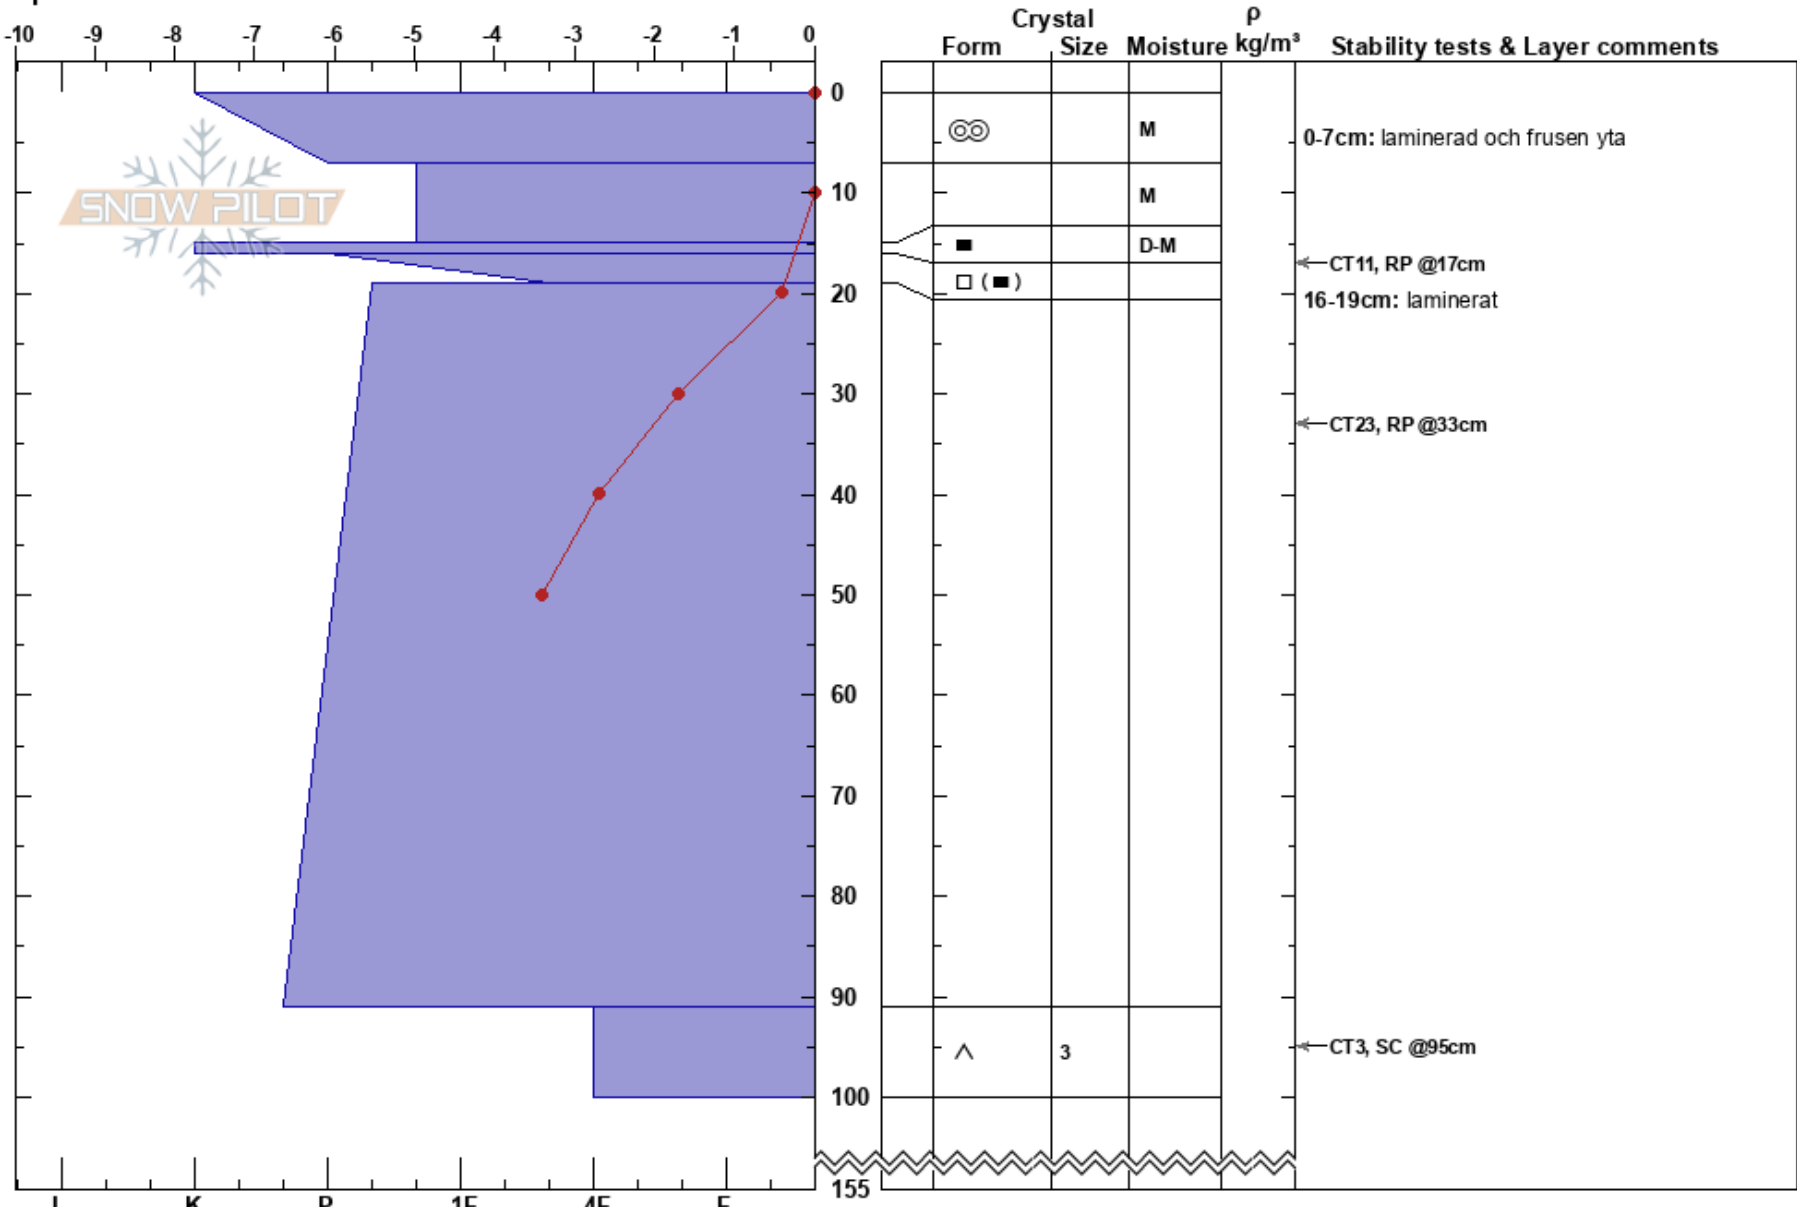 Crystal ρ
-10 -9 -8 -7 -6 -5 -4 -3 -2 -1 0 Form Size Moisture kg/m³ Stability tests & Layer comments
0
M
0-7cm: laminerad och frusen yta
SNOW PILOT
10
M
D-M
CT11, RP @17cm
( )
20
16-19cm: laminerat
30
CT23, RP @33cm
40
50
60
70
80
90
3
CT3, SC @95cm
100
155
K P 1F 4F F